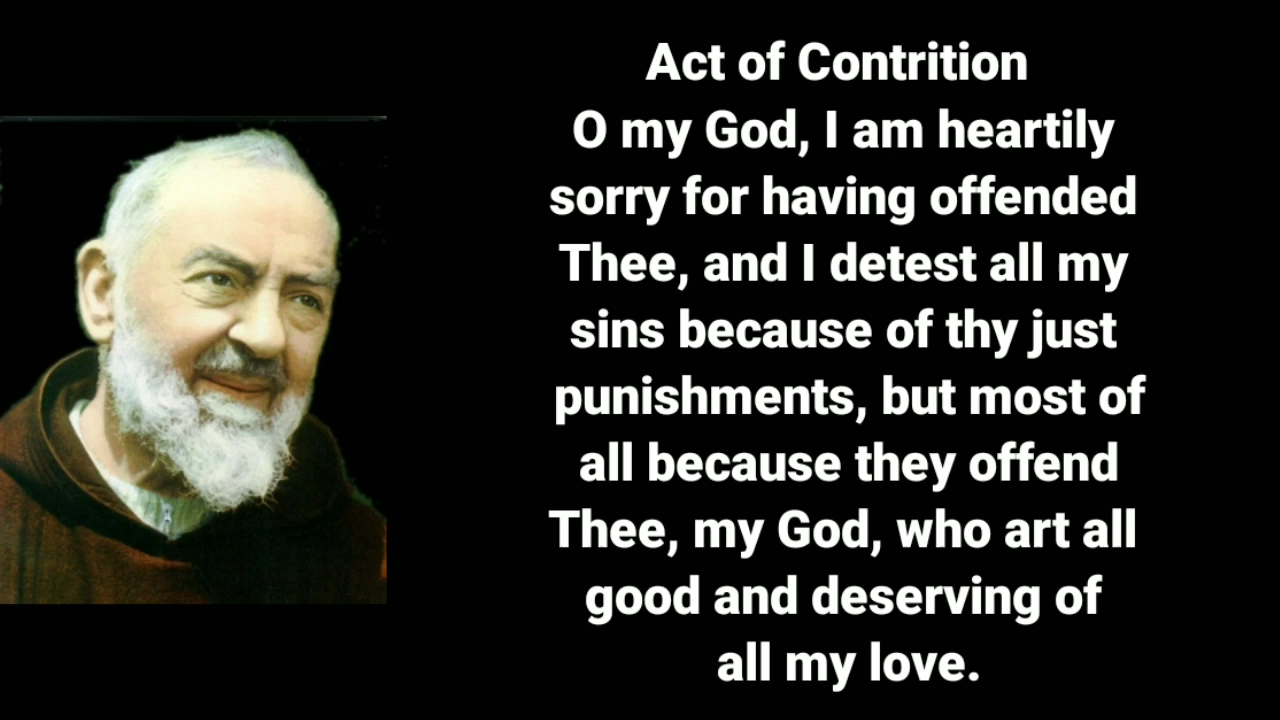 Act of Contrition
O my God, I am heartily
sorry for having offended
Thee, and I detest all my
sins because of thy just
punishments, but most of
all because they offend
Thee, my God, who art all
good and deserving of
all my love.